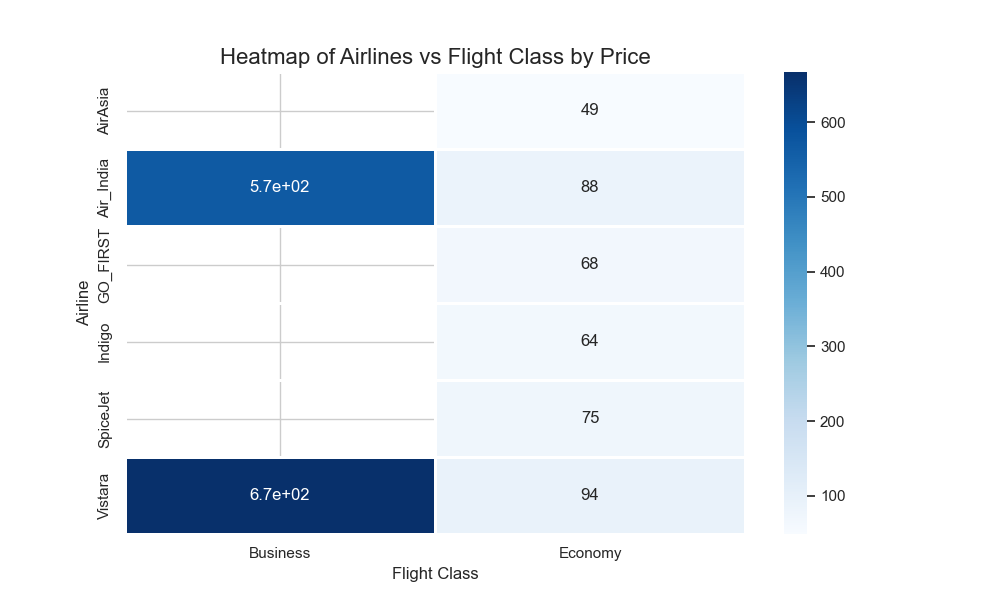 Heatmap of Airlines vs Flight Class by Price
Airline
AirAsia
49
Air_India
5.7e+02
88
GO_FIRST
68
Indigo
64
SpiceJet
75
Vistara
6.7e+02
94
Business
Economy
Flight Class
600
500
400
300
200
100